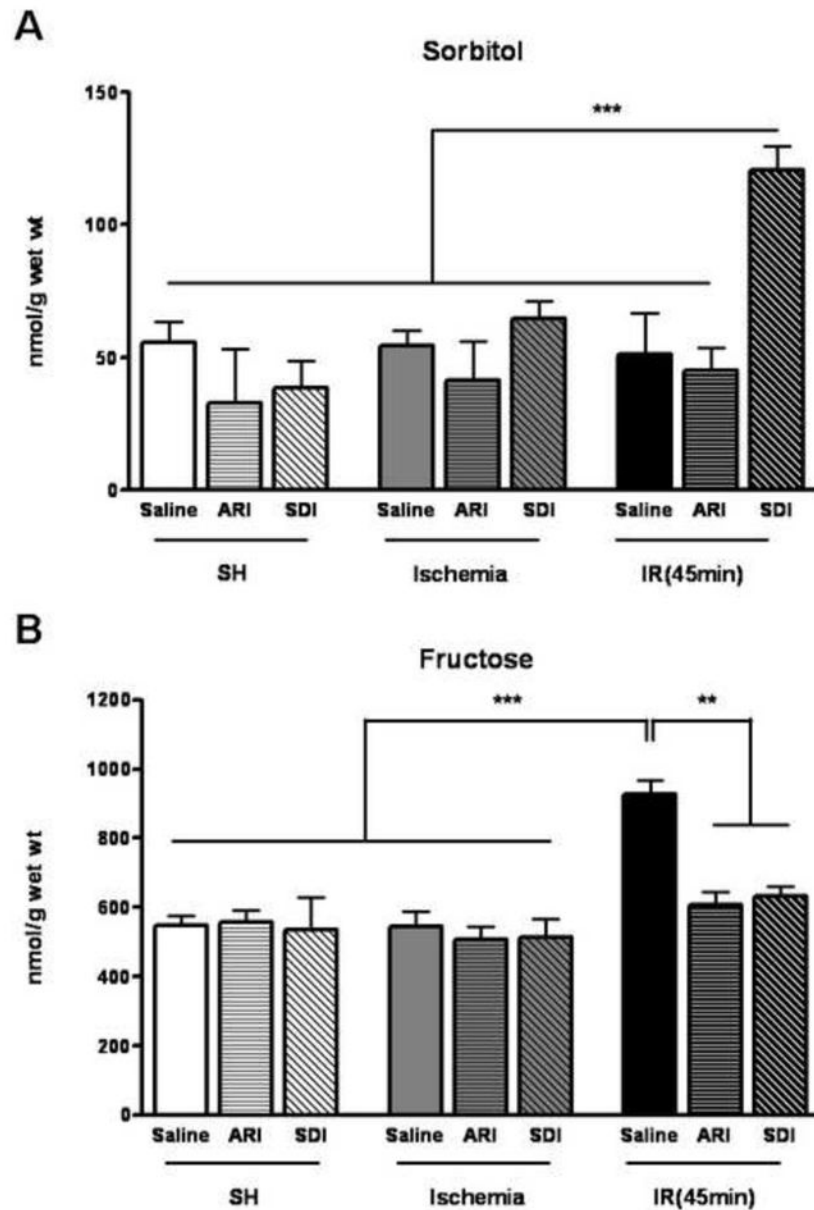 A
Sorbitol
***
150
100
50
0
nmol/g wet wt
Saline ARI SDI Saline ARI SDI Saline ARI SDI
SH Ischemia IR(45min)
B
Fructose
*** **
1200
1000
800
600
400
200
0
nmol/g wet wt
Saline ARI SDI Saline ARI SDI Saline ARI SDI
SH Ischemia IR(45min)